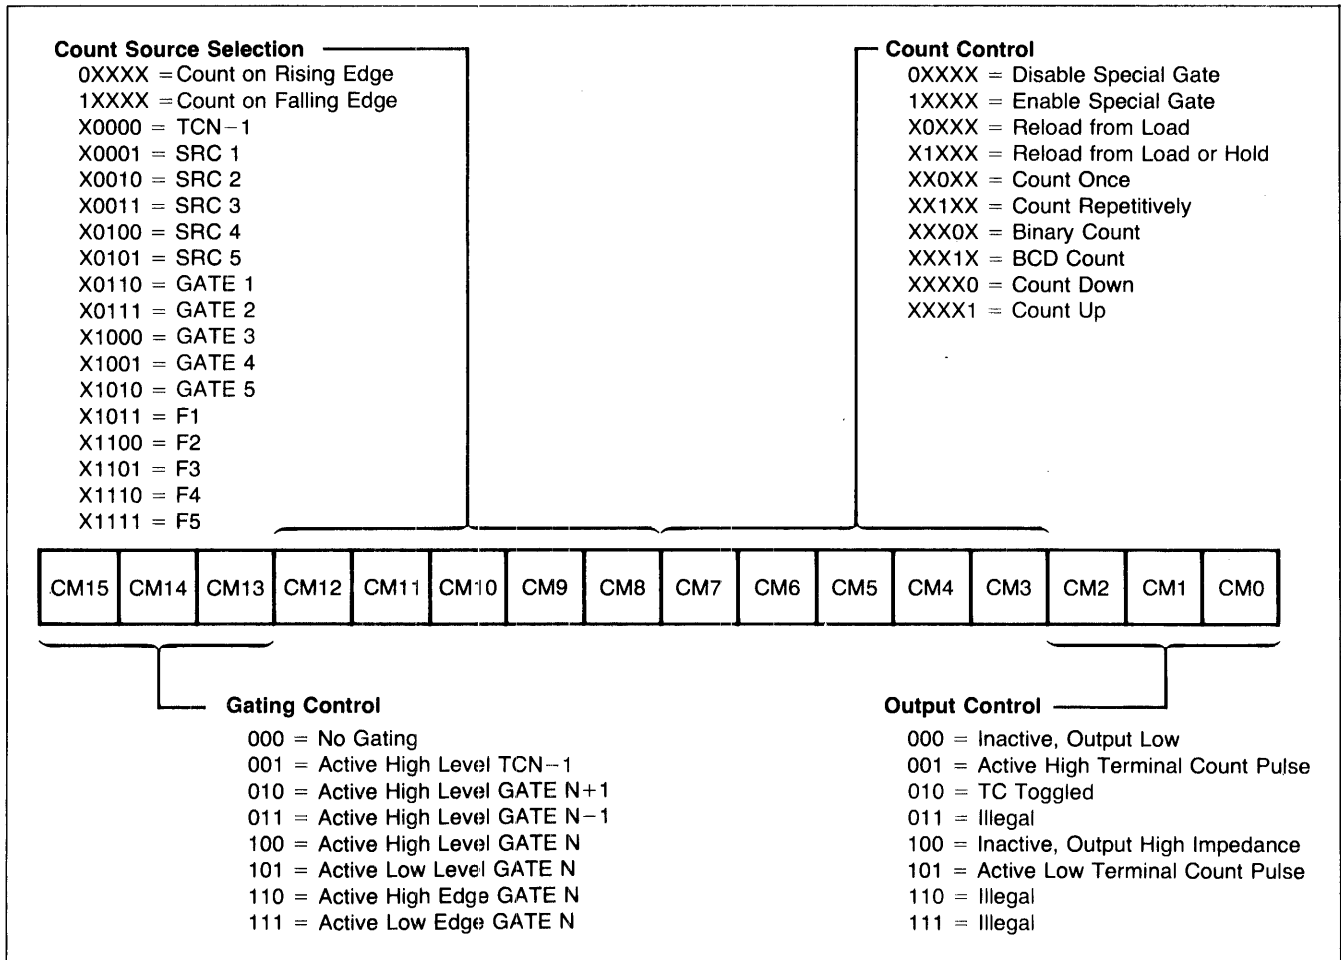 Count Source Selection
0XXXX = Count on Rising Edge
1XXXX = Count on Falling Edge
X0000 = TCN−1
X0001 = SRC 1
X0010 = SRC 2
X0011 = SRC 3
X0100 = SRC 4
X0101 = SRC 5
X0110 = GATE 1
X0111 = GATE 2
X1000 = GATE 3
X1001 = GATE 4
X1010 = GATE 5
X1011 = F1
X1100 = F2
X1101 = F3
X1110 = F4
X1111 = F5
Count Control
0XXXX = Disable Special Gate
1XXXX = Enable Special Gate
X0XXX = Reload from Load
X1XXX = Reload from Load or Hold
XX0XX = Count Once
XX1XX = Count Repetitively
XXX0X = Binary Count
XXX1X = BCD Count
XXXX0 = Count Down
XXXX1 = Count Up
CM15 CM14 CM13 CM12 CM11 CM10 CM9 CM8 CM7 CM6 CM5 CM4 CM3 CM2 CM1 CM0
Gating Control
000 = No Gating
001 = Active High Level TCN−1
010 = Active High Level GATE N+1
011 = Active High Level GATE N−1
100 = Active High Level GATE N
101 = Active Low Level GATE N
110 = Active High Edge GATE N
111 = Active Low Edge GATE N
Output Control
000 = Inactive, Output Low
001 = Active High Terminal Count Pulse
010 = TC Toggled
011 = Illegal
100 = Inactive, Output High Impedance
101 = Active Low Terminal Count Pulse
110 = Illegal
111 = Illegal